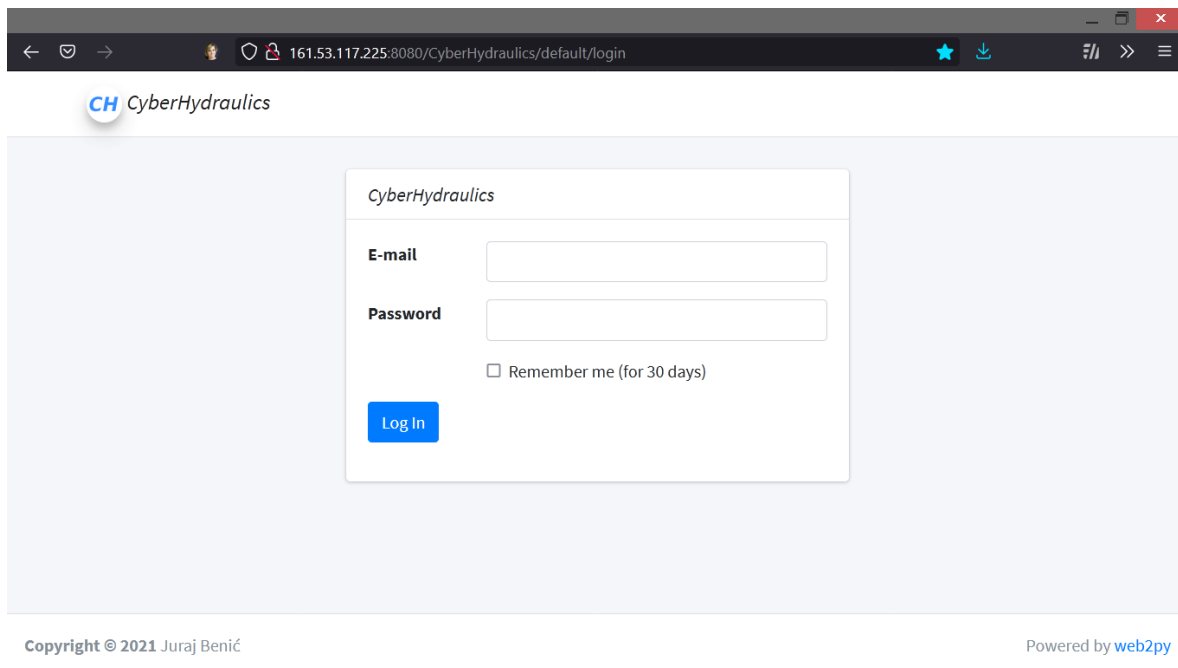 161.53.117.225:8080/CyberHydraulics/default/login
CH CyberHydraulics
CyberHydraulics
E-mail
Password
Remember me (for 30 days)
Log In
Copyright © 2021 Juraj Benić
Powered by web2py